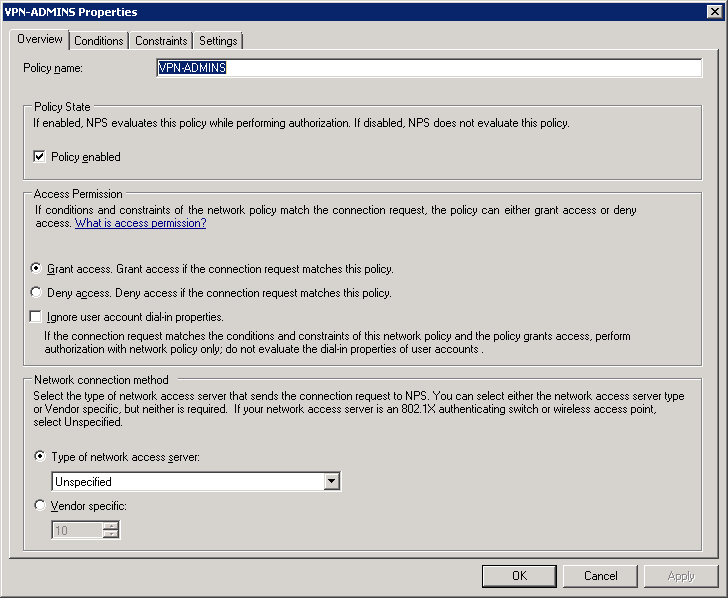 VPN-ADMINS Properties
Overview Conditions Constraints Settings
Policy name: VPN-ADMINS
Policy State
If enabled, NPS evaluates this policy while performing authorization. If disabled, NPS does not evaluate this policy.
Policy enabled
Access Permission
If conditions and constraints of the network policy match the connection request, the policy can either grant access or deny
access. What is access permission?
Grant access. Grant access if the connection request matches this policy.
Deny access. Deny access if the connection request matches this policy.
Ignore user account dial-in properties.
If the connection request matches the conditions and constraints of this network policy and the policy grants access, perform
authorization with network policy only; do not evaluate the dial-in properties of user accounts .
Network connection method
Select the type of network access server that sends the connection request to NPS. You can select either the network access server type
or Vendor specific, but neither is required. If your network access server is an 802.1X authenticating switch or wireless access point,
select Unspecified.
Type of network access server:
Unspecified
Vendor specific:
10
OK Cancel Apply